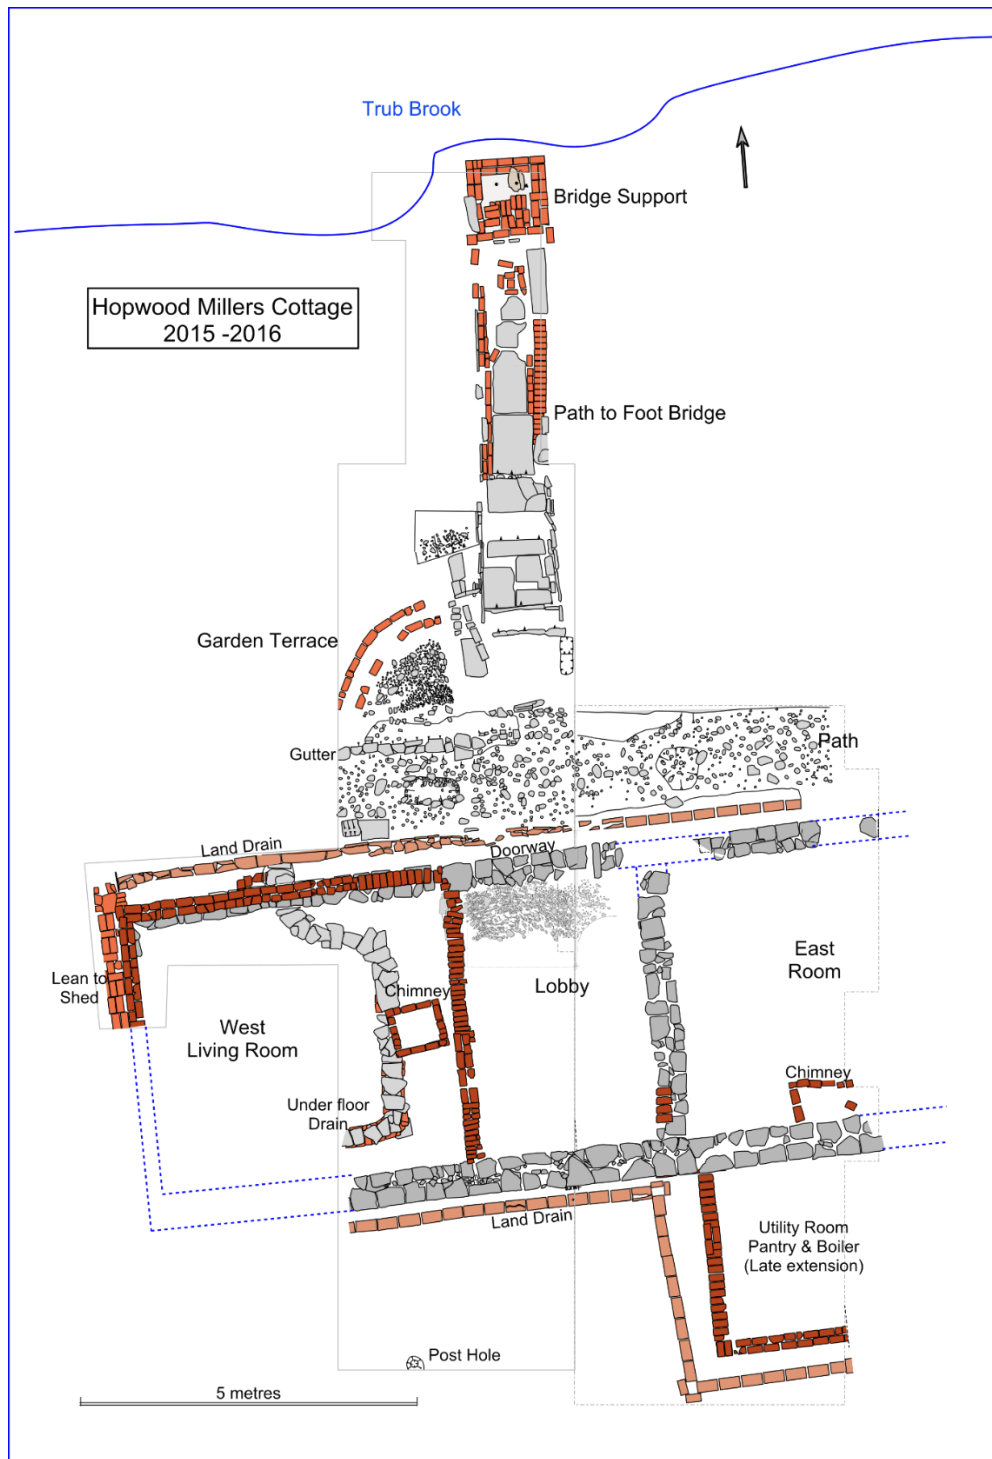 Trub Brook
Bridge Support
Hopwood Millers Cottage
2015 -2016
Path to Foot Bridge
Garden Terrace
Gutter
Path
Land Drain
Doorway
East
Room
Lean to
Shed
Chimney
Lobby
West
Living Room
Chimney
Under floor
Drain
Land Drain
Utility Room
Pantry & Boiler
(Late extension)
Post Hole
5 metres